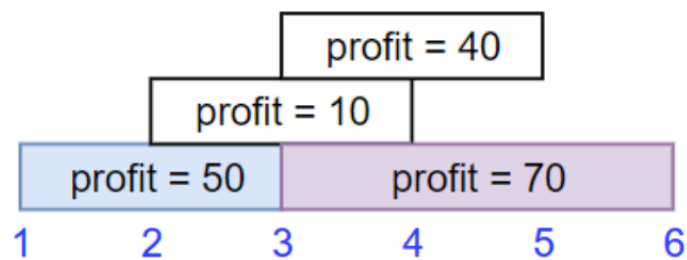 profit = 40
profit = 10
profit = 50 profit = 70
1 2 3 4 5 6